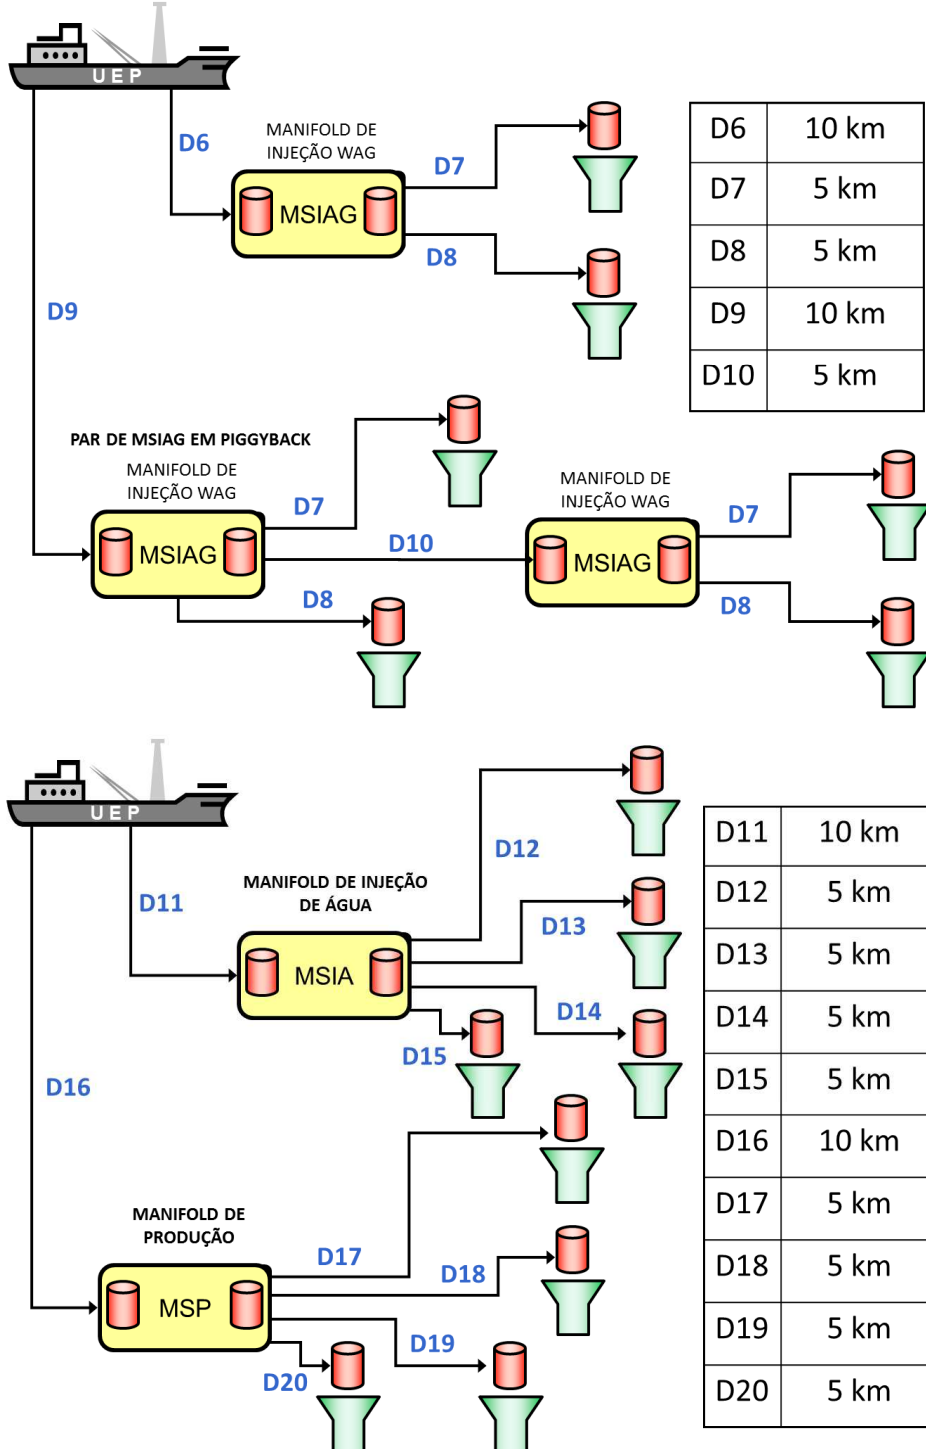 UEP
D6
MANIFOLD DE
INJEÇÃO WAG
MSIAG
D7
D8
D9
D6 10 km
D7 5 km
D8 5 km
D9 10 km
D10 5 km
PAR DE MSIAG EM PIGGYBACK
MANIFOLD DE
INJEÇÃO WAG
MSIAG
D7
D10
D8
MANIFOLD DE
INJEÇÃO WAG
MSIAG
D7
D8
UEP
D11
MANIFOLD DE INJEÇÃO
DE ÁGUA
MSIA
D12
D13
D14
D15
D16
MANIFOLD DE
PRODUÇÃO
MSP
D17
D18
D19
D20
D11 10 km
D12 5 km
D13 5 km
D14 5 km
D15 5 km
D16 10 km
D17 5 km
D18 5 km
D19 5 km
D20 5 km